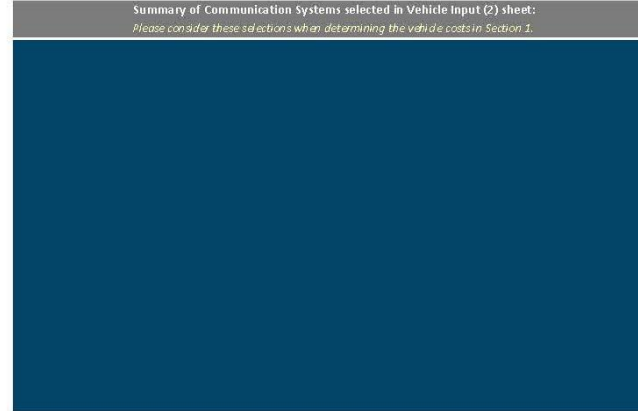 Summary of Communication Systems selected in Vehicle Input (2) sheet:
Please consider these selections when determining the vehicle costs in Section 1.